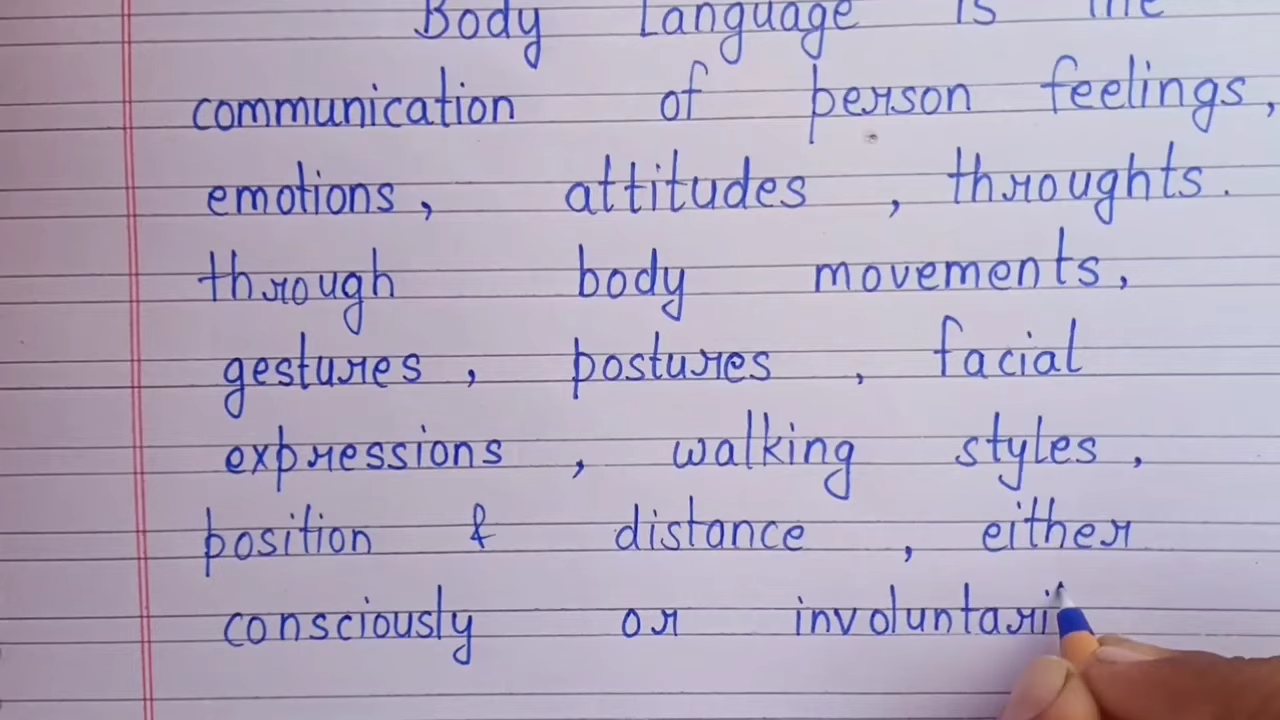 Body Language is the
communication of person feelings,
emotions, attitudes, throughts.
through body movements,
gestures, postures, facial
expressions, walking styles,
position & distance, either
consciously or involuntari